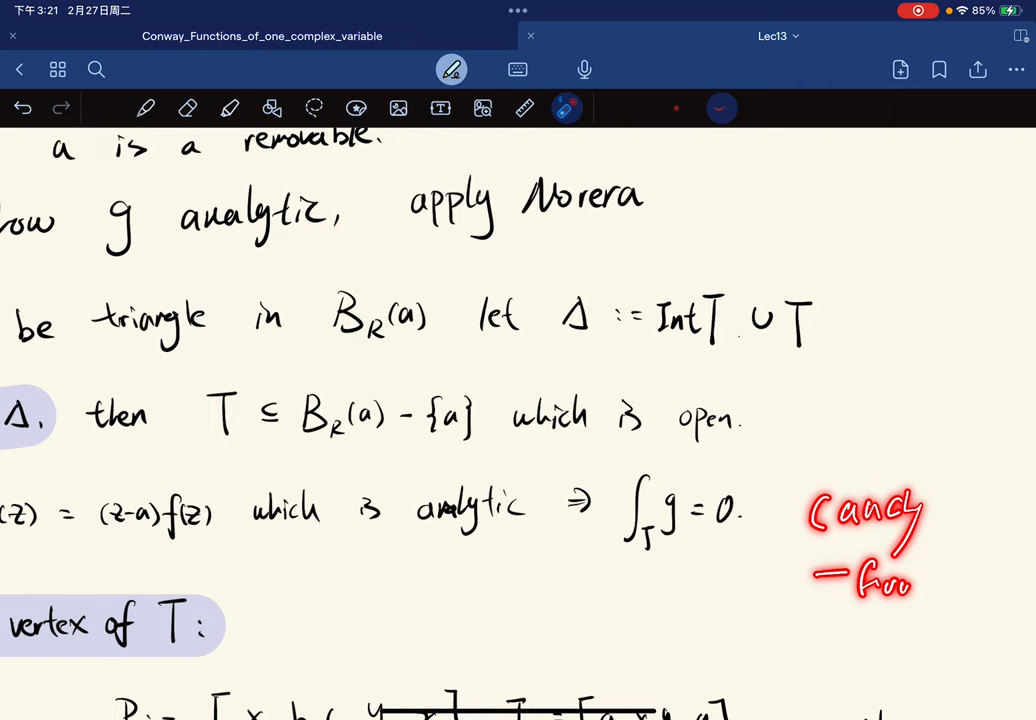 下午3:21 2月27日周二
85%
Conway_Functions_of_one_complex_variable
Lec13
a is a removable.
how g analytic, apply Morera
be triangle in B_R(a) let Δ := Int T ∪ T
Δ, then T ⊆ B_R(a) - {a} which is open.
(z) = (z-a)f(z) which is analytic ⇒ ∫_T g = 0.
Cauchy
vertex of T: